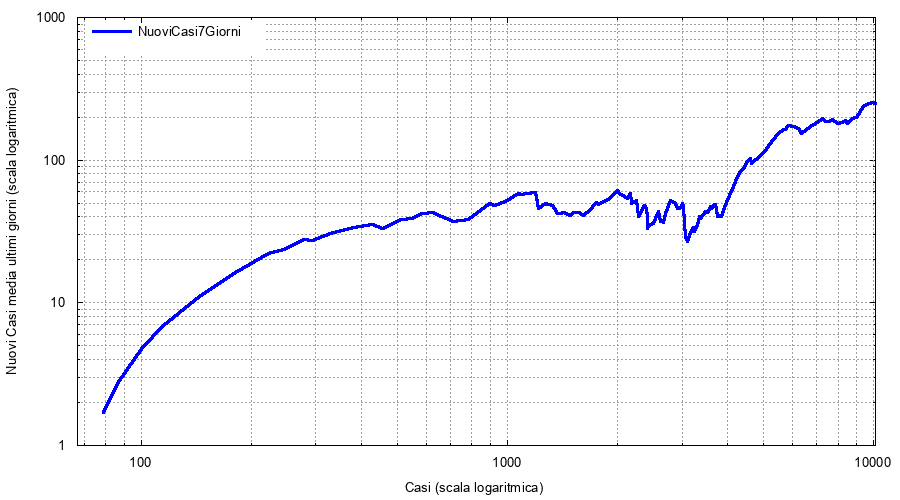 1000
NuoviCasi7Giorni
100
10
1
Nuovi Casi media ultimi giorni (scala logaritmica)
100
1000
10000
Casi (scala logaritmica)